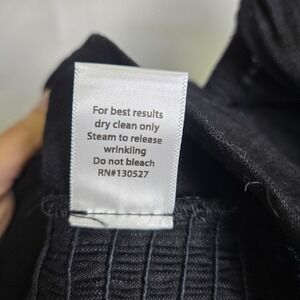 For best results
dry clean only
Steam to release
wrinkling
Do not bleach
RN#130527